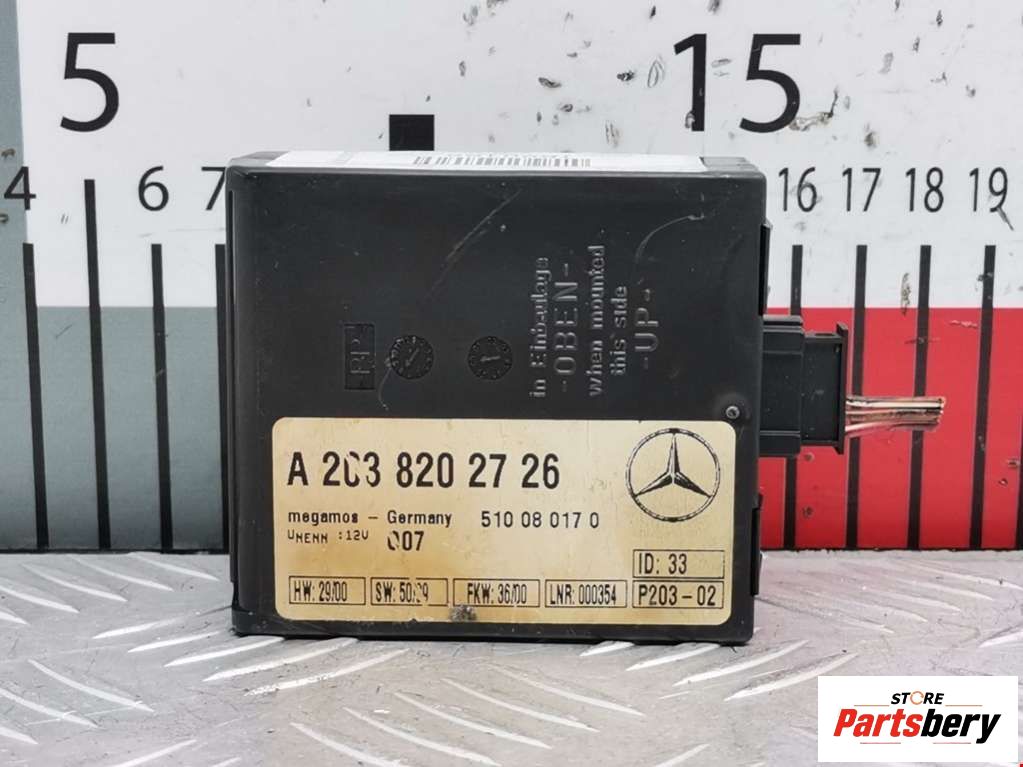 5 15
4 6 7 16 17 18 19
in Einbaulage
-OBEN-
when mounted
this side
-UP-
A 203 820 2726
megamos - Germany 510 08 017 0
UNENN :12V 007
ID: 33
HW: 29/00 SW: 50/99 FKW: 36/00 LNR: 000354 P203-02
STORE
Partsbery